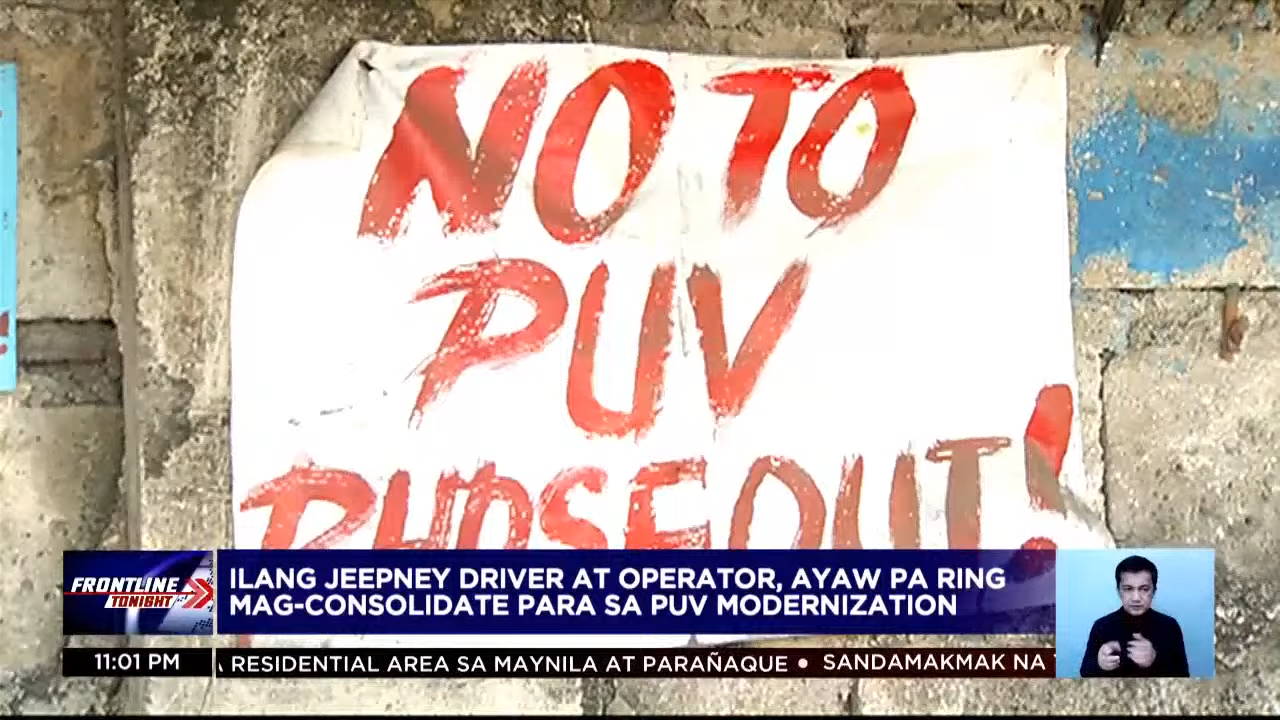 NO TO
PUV
PHASEOUT!
FRONTLINE
TONIGHT
ILANG JEEPNEY DRIVER AT OPERATOR, AYAW PA RING
MAG-CONSOLIDATE PARA SA PUV MODERNIZATION
11:01 PM
RESIDENTIAL AREA SA MAYNILA AT PARAÑAQUE • SANDAMAKMAK NA